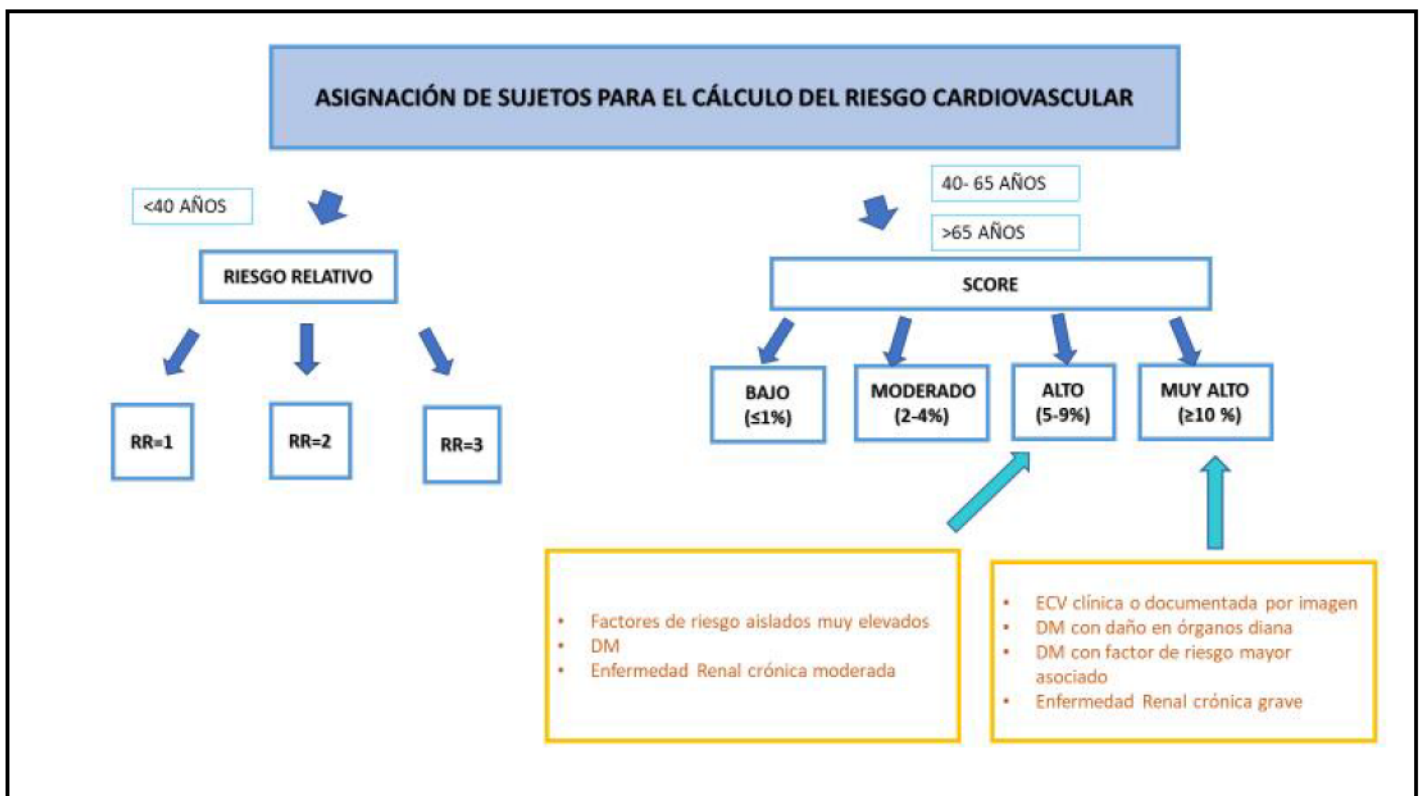 ASIGNACIÓN DE SUJETOS PARA EL CÁLCULO DEL RIESGO CARDIOVASCULAR
<40 AÑOS
40- 65 AÑOS
>65 AÑOS
RIESGO RELATIVO
SCORE
RR=1
RR=2
RR=3
BAJO
(≤1%)
MODERADO
(2-4%)
ALTO
(5-9%)
MUY ALTO
(≥10 %)
• Factores de riesgo aislados muy elevados
• DM
• Enfermedad Renal crónica moderada
• ECV clínica o documentada por imagen
• DM con daño en órganos diana
• DM con factor de riesgo mayor
asociado
• Enfermedad Renal crónica grave